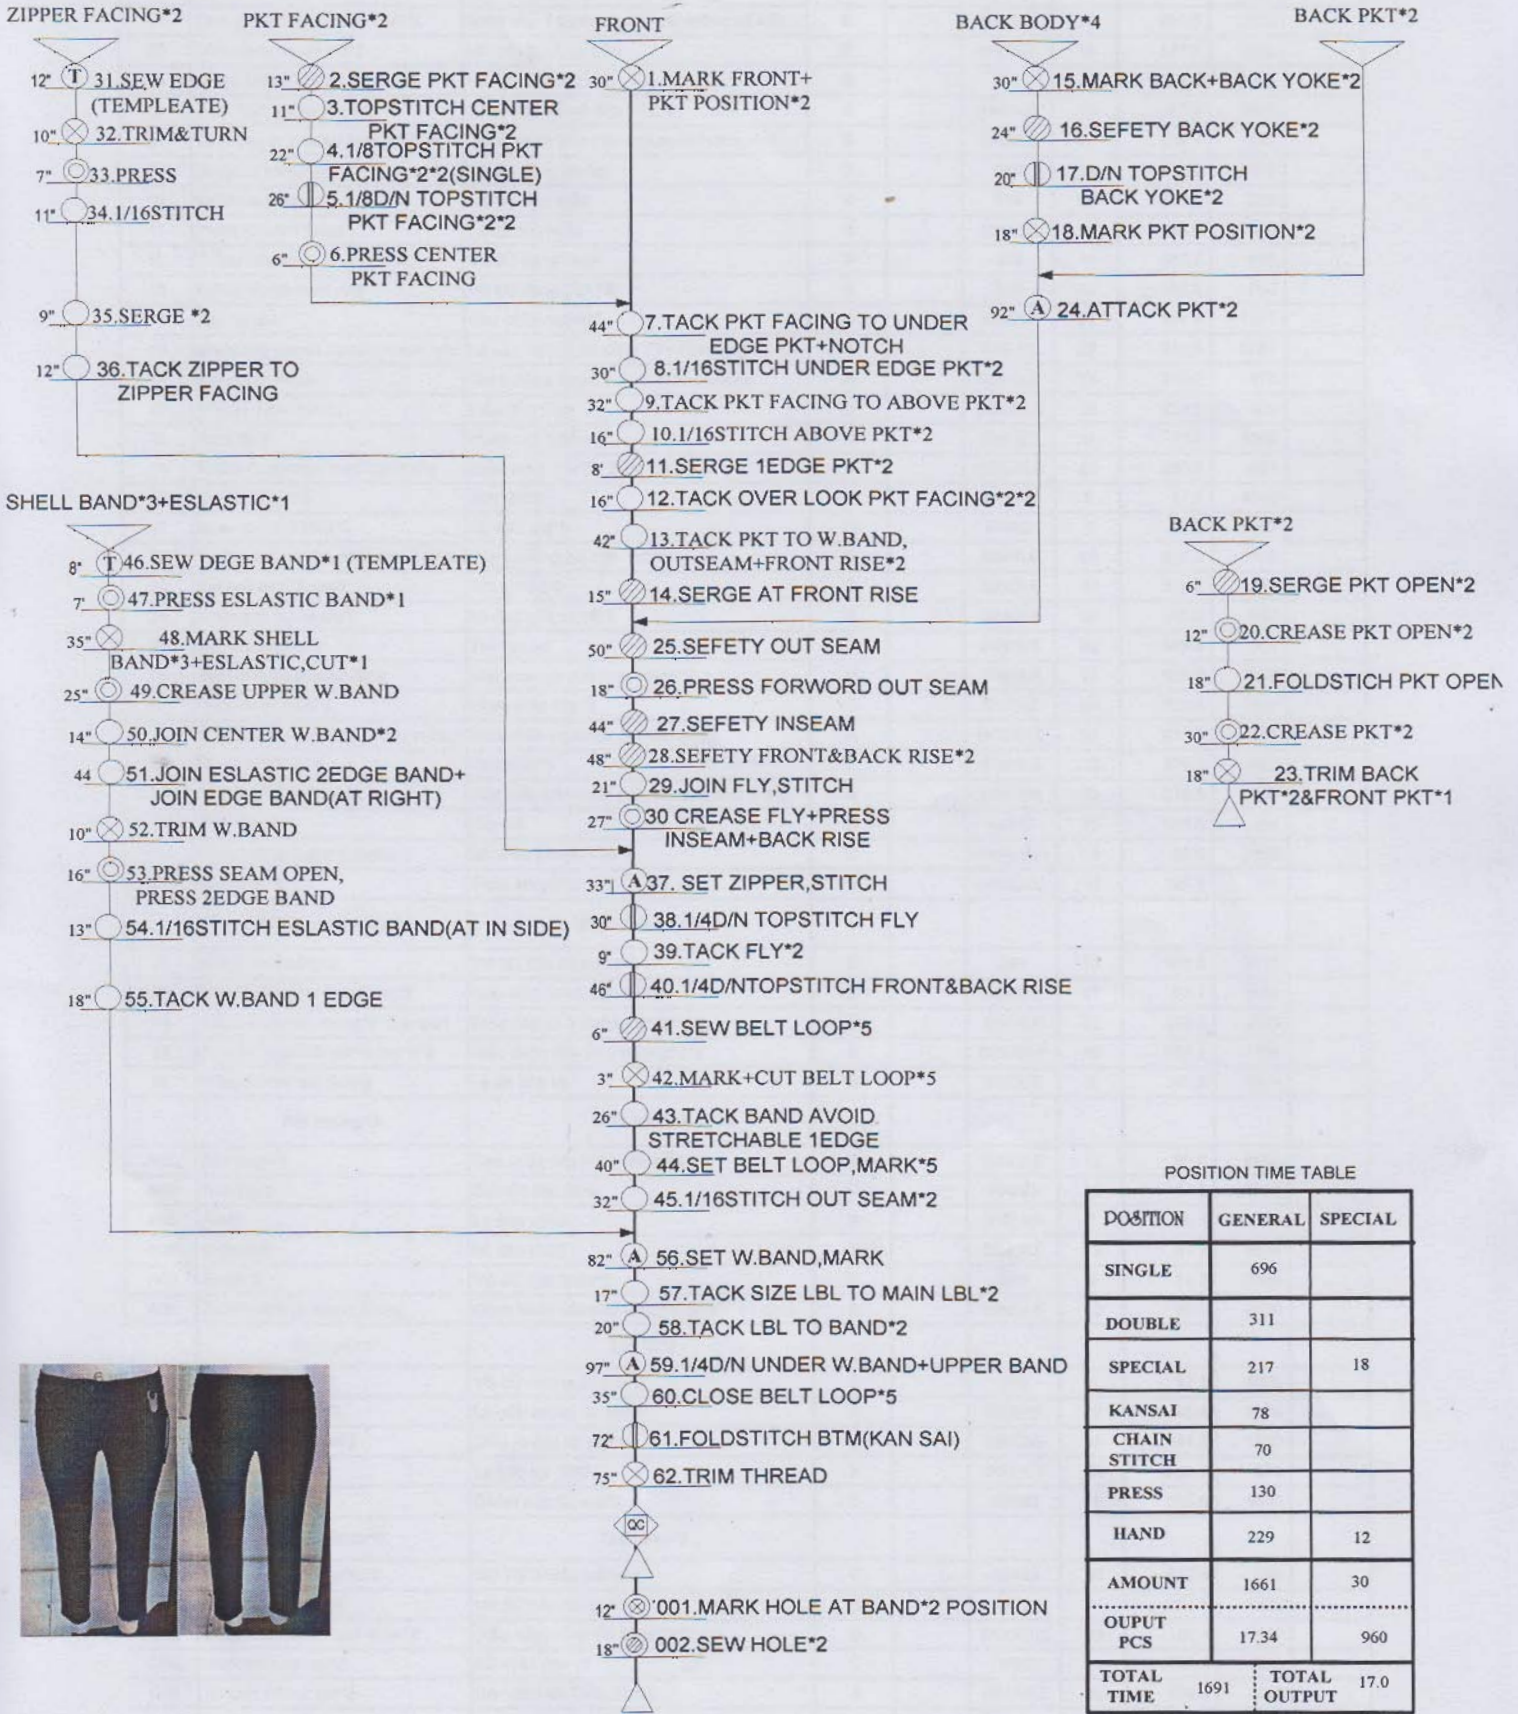 ZIPPER FACING*2
12" T 31.SEW EDGE
(TEMPLEATE)
10" 32.TRIM&TURN
7" 33.PRESS
11" 34.1/16STITCH
9" 35.SERGE *2
12" 36.TACK ZIPPER TO
ZIPPER FACING
PKT FACING*2
13" 2.SERGE PKT FACING*2
11" 3.TOPSTITCH CENTER
PKT FACING*2
22" 4.1/8TOPSTITCH PKT
FACING*2*2(SINGLE)
26" 5.1/8D/N TOPSTITCH
PKT FACING*2*2
6" 6.PRESS CENTER
PKT FACING
FRONT
30" 1.MARK FRONT+
PKT POSITION*2
44" 7.TACK PKT FACING TO UNDER
EDGE PKT+NOTCH
30" 8.1/16STITCH UNDER EDGE PKT*2
32" 9.TACK PKT FACING TO ABOVE PKT*2
16" 10.1/16STITCH ABOVE PKT*2
8" 11.SERGE 1EDGE PKT*2
16" 12.TACK OVER LOOK PKT FACING*2*2
42" 13.TACK PKT TO W.BAND,
OUTSEAM+FRONT RISE*2
15" 14.SERGE AT FRONT RISE
BACK BODY*4
30" 15.MARK BACK+BACK YOKE*2
24" 16.SEFETY BACK YOKE*2
20" 17.D/N TOPSTITCH
BACK YOKE*2
18" 18.MARK PKT POSITION*2
BACK PKT*2
92" A 24.ATTACK PKT*2
BACK PKT*2
6" 19.SERGE PKT OPEN*2
12" 20.CREASE PKT OPEN*2
18" 21.FOLDSTICH PKT OPEN
30" 22.CREASE PKT*2
18" 23.TRIM BACK
PKT*2&FRONT PKT*1
50" 25.SEFETY OUT SEAM
18" 26.PRESS FORWORD OUT SEAM
44" 27.SEFETY INSEAM
48" 28.SEFETY FRONT&BACK RISE*2
21" 29.JOIN FLY,STITCH
27" 30 CREASE FLY+PRESS
INSEAM+BACK RISE
33" A 37. SET ZIPPER,STITCH
30" 38.1/4D/N TOPSTITCH FLY
9" 39.TACK FLY*2
46" 40.1/4D/NTOPSTITCH FRONT&BACK RISE
6" 41.SEW BELT LOOP*5
3" 42.MARK+CUT BELT LOOP*5
26" 43.TACK BAND AVOID
STRETCHABLE 1EDGE
40" 44.SET BELT LOOP,MARK*5
32" 45.1/16STITCH OUT SEAM*2
SHELL BAND*3+ESLASTIC*1
8" T 46.SEW DEGE BAND*1 (TEMPLEATE)
7" 47.PRESS ESLASTIC BAND*1
35" 48.MARK SHELL
BAND*3+ESLASTIC,CUT*1
25" 49.CREASE UPPER W.BAND
14" 50.JOIN CENTER W.BAND*2
44 51.JOIN ESLASTIC 2EDGE BAND+
JOIN EDGE BAND(AT RIGHT)
10" 52.TRIM W.BAND
16" 53.PRESS SEAM OPEN,
PRESS 2EDGE BAND
13" 54.1/16STITCH ESLASTIC BAND(AT IN SIDE)
18" 55.TACK W.BAND 1 EDGE
82" A 56.SET W.BAND,MARK
17" 57.TACK SIZE LBL TO MAIN LBL*2
20" 58.TACK LBL TO BAND*2
97" A 59.1/4D/N UNDER W.BAND+UPPER BAND
35" 60.CLOSE BELT LOOP*5
72" 61.FOLDSTITCH BTM(KAN SAI)
75" 62.TRIM THREAD
QC
12" '001.MARK HOLE AT BAND*2 POSITION
18" 002.SEW HOLE*2
POSITION TIME TABLE
POSITION GENERAL SPECIAL
SINGLE 696
DOUBLE 311
SPECIAL 217 18
KANSAI 78
CHAIN
STITCH 70
PRESS 130
HAND 229 12
AMOUNT 1661 30
OUPUT
PCS 17.34 960
TOTAL
TIME 1691 TOTAL
OUTPUT 17.0